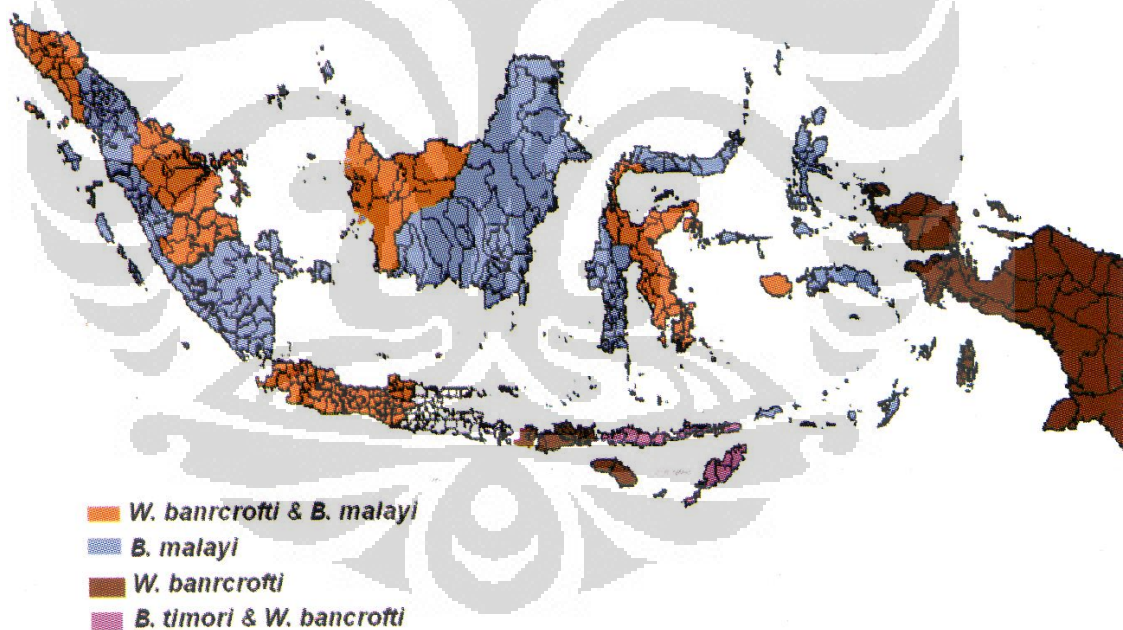 W. banrcrofti & B. malayi
B. malayi
W. banrcrofti
B. timori & W. bancrofti